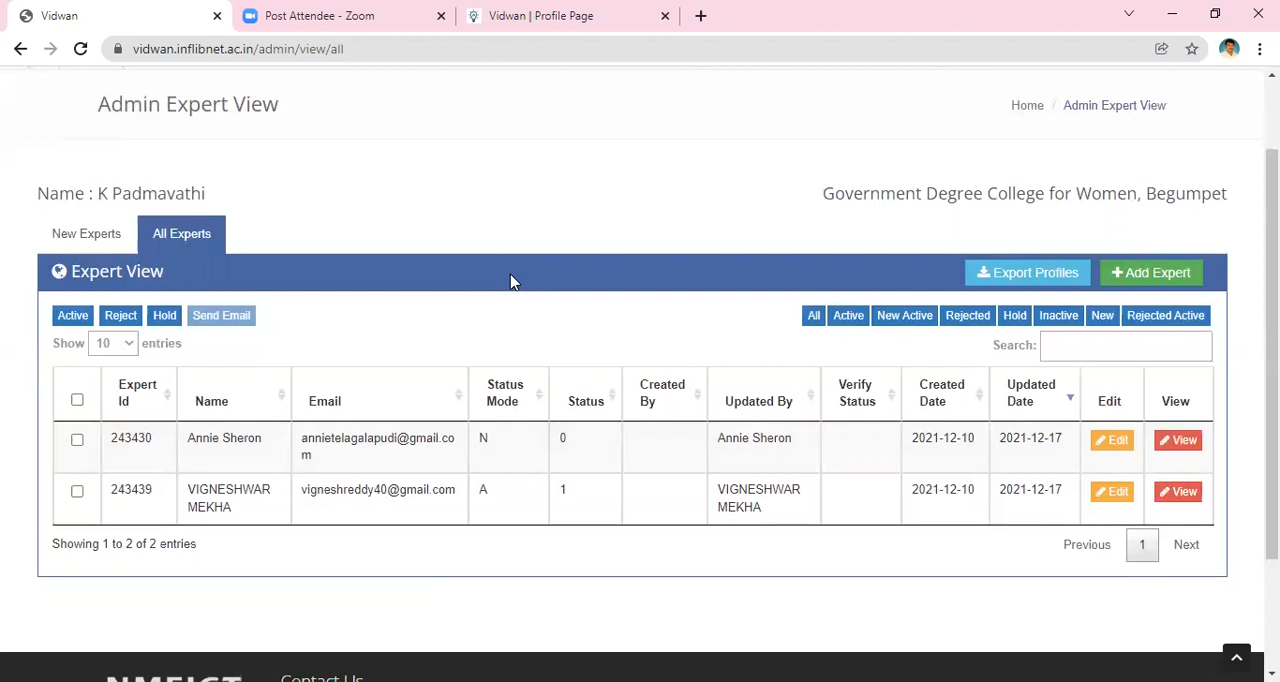 Vidwan
Post Attendee - Zoom
Vidwan | Profile Page
vidwan.inflibnet.ac.in/admin/view/all
Admin Expert View
Home / Admin Expert View
Name : K Padmavathi
Government Degree College for Women, Begumpet
New Experts
All Experts
Expert View
Export Profiles
Add Expert
Active Reject Hold Send Email
All Active New Active Rejected Hold Inactive New Rejected Active
Show 10 entries
Search:
Expert Id Name Email Status Mode Status Created By Updated By Verify Status Created Date Updated Date Edit View
243430 Annie Sheron annietelagalapudi@gmail.co N 0 Annie Sheron 2021-12-10 2021-12-17 Edit View
m
243439 VIGNESHWAR vigneshreddy40@gmail.com A 1 VIGNESHWAR 2021-12-10 2021-12-17 Edit View
MEKHA MEKHA
Showing 1 to 2 of 2 entries
Previous 1 Next
NMEICT
Contact Us